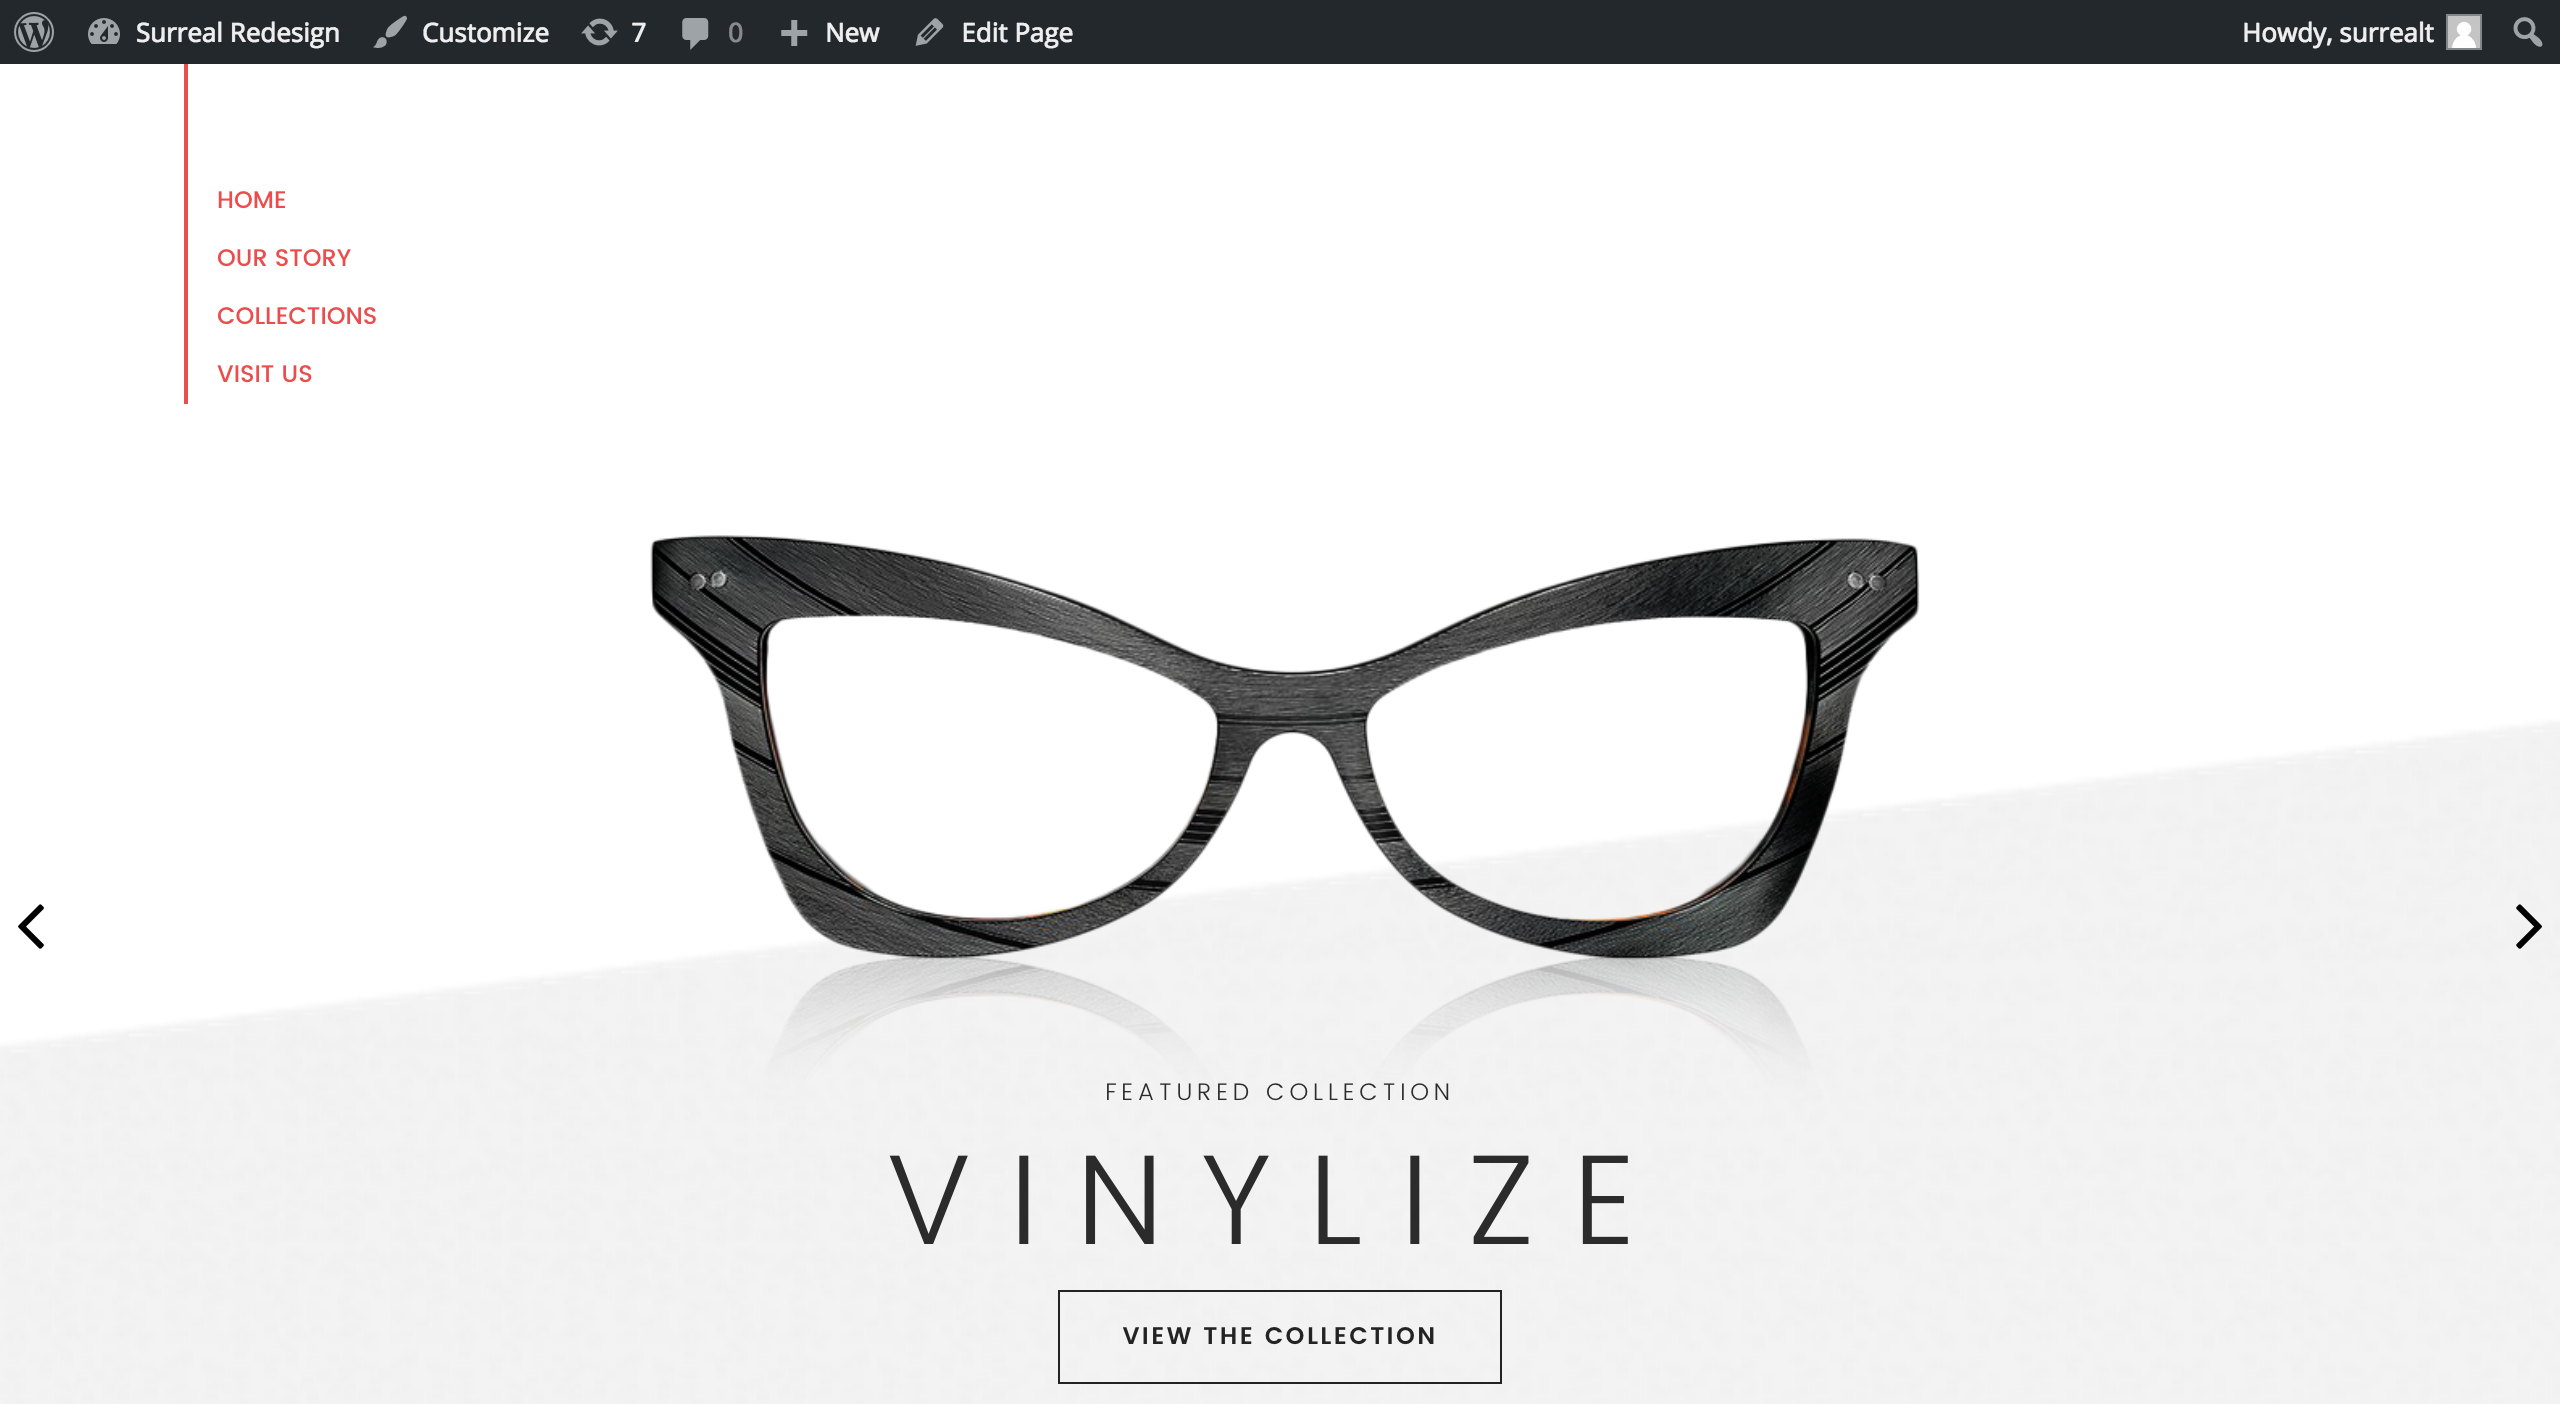 Surreal Redesign Customize 7 0 New Edit Page Howdy, surrealt
HOME
OUR STORY
COLLECTIONS
VISIT US
FEATURED COLLECTION
VINYLIZE
VIEW THE COLLECTION